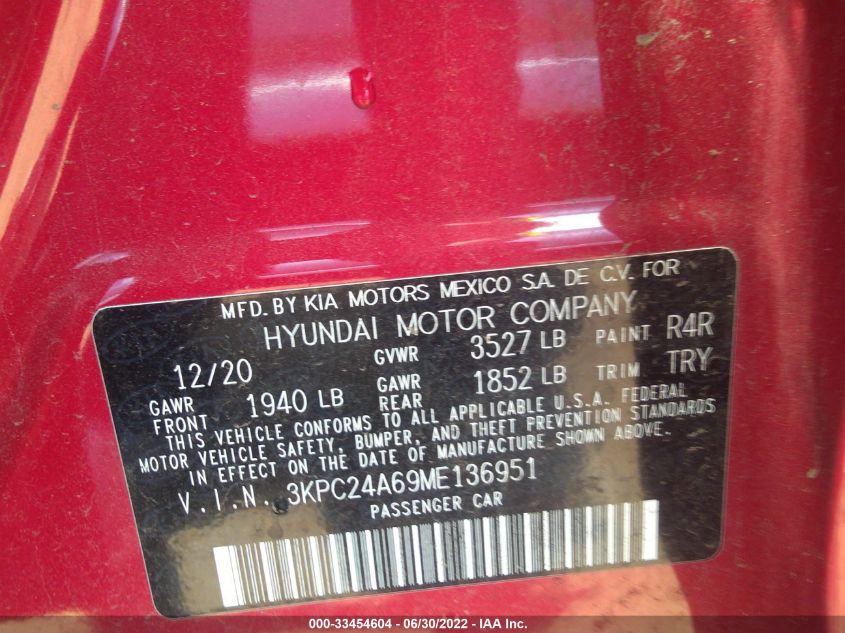 MFD. BY KIA MOTORS MEXICO S.A. DE C.V. FOR
HYUNDAI MOTOR COMPANY
12/20 GVWR 3527 LB PAINT R4R
GAWR FRONT 1940 LB GAWR REAR 1852 LB TRIM TRY
THIS VEHICLE CONFORMS TO ALL APPLICABLE U.S.A. FEDERAL
MOTOR VEHICLE SAFETY, BUMPER, AND THEFT PREVENTION STANDARDS
IN EFFECT ON THE DATE OF MANUFACTURE SHOWN ABOVE.
V.I.N. 3KPC24A69ME136951
PASSENGER CAR
000-33454604 - 06/30/2022 - IAA Inc.